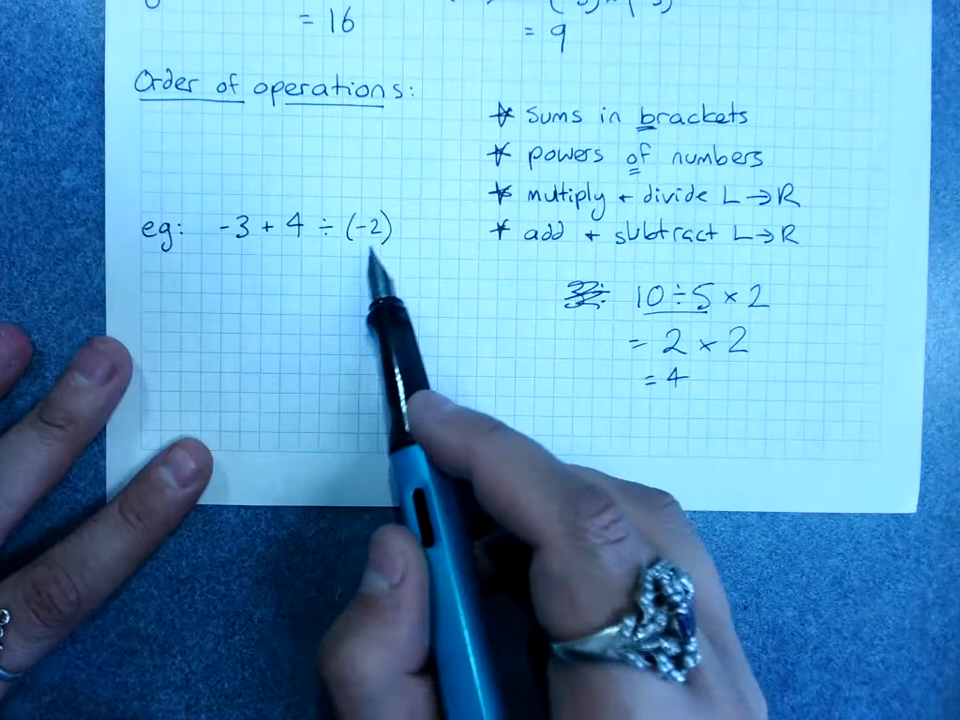 = 16
= 9
Order of operations:
* sums in brackets
* powers of numbers
* multiply + divide L → R
* add + subtract L → R
eg: -3 + 4 ÷ (-2)
10 ÷ 5 × 2
= 2 × 2
= 4